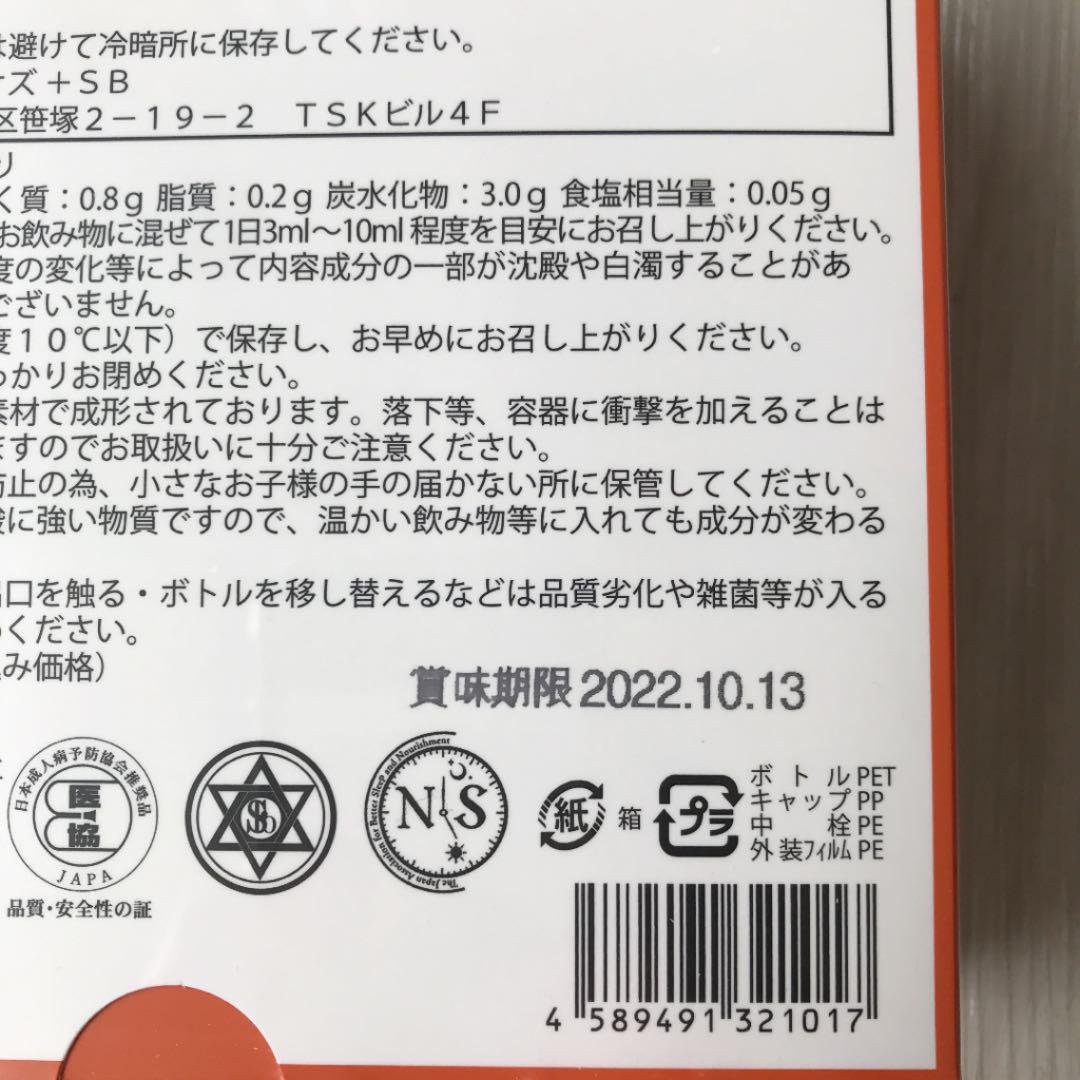 は避けて冷暗所に保存してください。
ナズ＋ＳＢ
区笹塚２－１９－２　ＴＳＫビル４Ｆ
リ
く質：0.8g 脂質：0.2g 炭水化物：3.0g 食塩相当量：0.05g
お飲み物に混ぜて1日3ml～10ml 程度を目安にお召し上がりください。
度の変化等によって内容成分の一部が沈殿や白濁することがあ
ございません。
度１０℃以下）で保存し、お早めにお召し上がりください。
っかりお閉めください。
素材で成形されております。落下等、容器に衝撃を加えることは
ますのでお取扱いに十分ご注意ください。
防止の為、小さなお子様の手の届かない所に保管してください。
酸に強い物質ですので、温かい飲み物等に入れても成分が変わる
出口を触る・ボトルを移し替えるなどは品質劣化や雑菌等が入る
ください。
込み価格）
賞味期限 2022.10.13
日本成人病予防協会推奨品
医協
JAPA
品質・安全性の証
The Japan Association for Better Sleep and Nourishment
N S
紙
箱
プラ
ボトル PET
キャップ PP
中栓 PE
外装フィルム PE
4 589491 321017